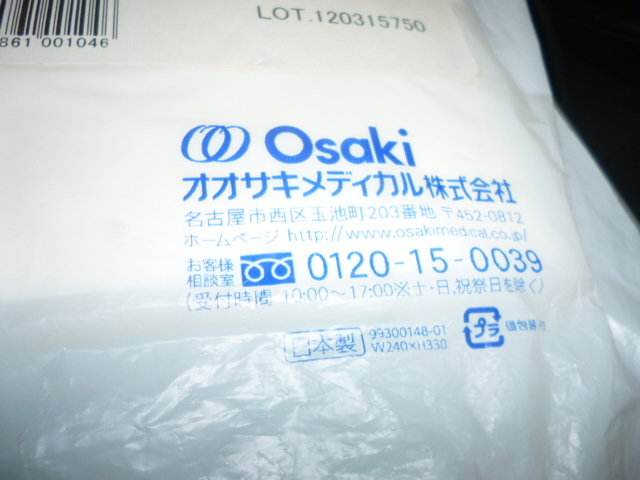 LOT.120315750
861 001046
Osaki
オオサキメディカル株式会社
名古屋市西区玉池町203番地 〒452-0812
ホームページ http://www.osakimedical.co.jp/
お客様相談室 0120-15-0039
(受付時間 10:00〜17:00※土・日,祝祭日を除く)
日本製
99300148-01
W240×H330
プラ 個包装